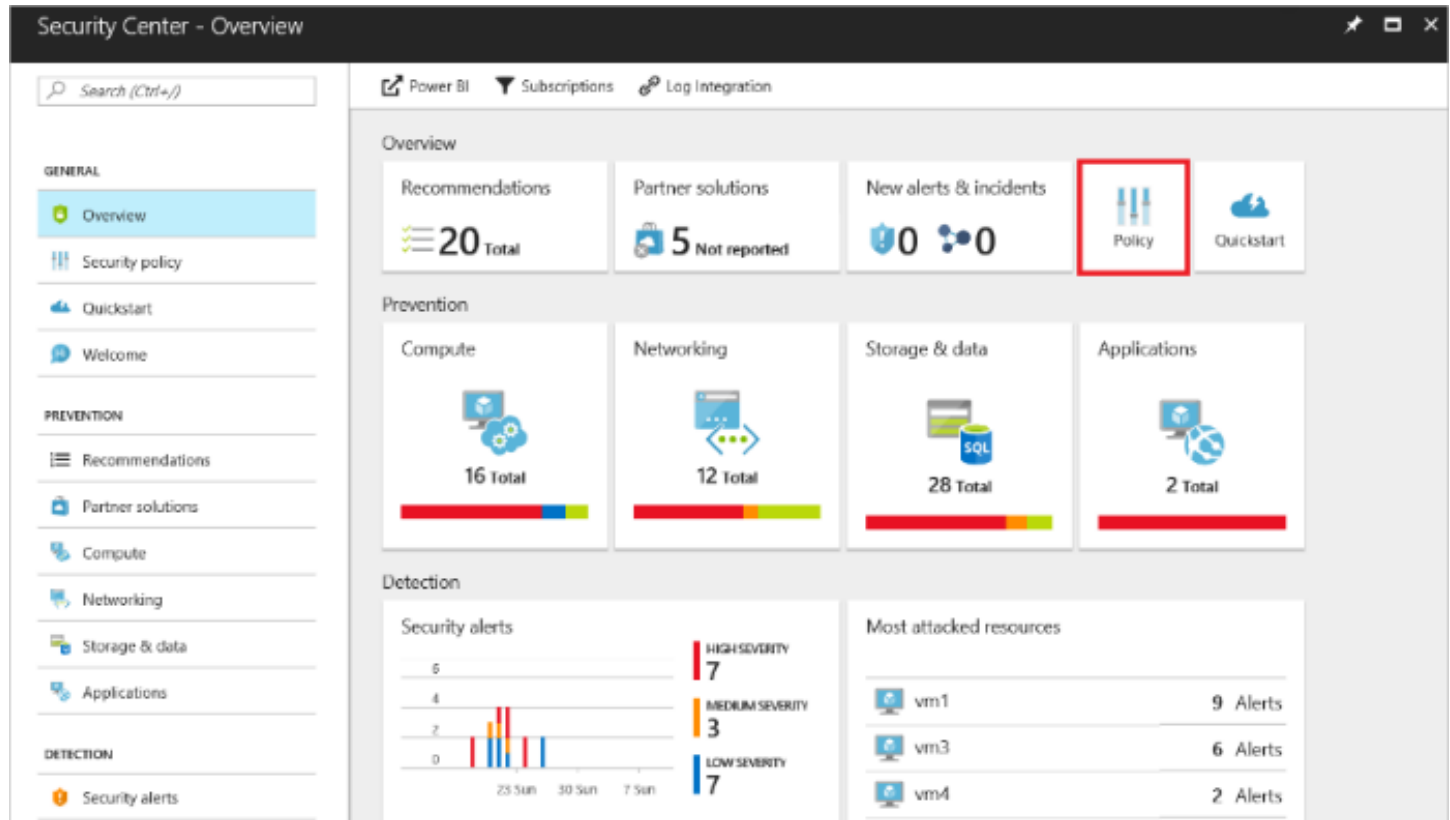 Security Center - Overview
Search (Ctrl+/)
Power BI
Subscriptions
Log Integration
GENERAL
Overview
Security policy
Quickstart
Welcome
PREVENTION
Recommendations
Partner solutions
Compute
Networking
Storage & data
Applications
DETECTION
Security alerts
Overview
Recommendations
20 Total
Partner solutions
5 Not reported
New alerts & incidents
0 0
Policy
Quickstart
Prevention
Compute
16 Total
Networking
12 Total
Storage & data
SQL
28 Total
Applications
2 Total
Detection
Security alerts
6
4
2
0
23 Sun 30 Sun 7 Sun
HIGH SEVERITY
7
MEDIUM SEVERITY
3
LOW SEVERITY
7
Most attacked resources
vm1 9 Alerts
vm3 6 Alerts
vm4 2 Alerts